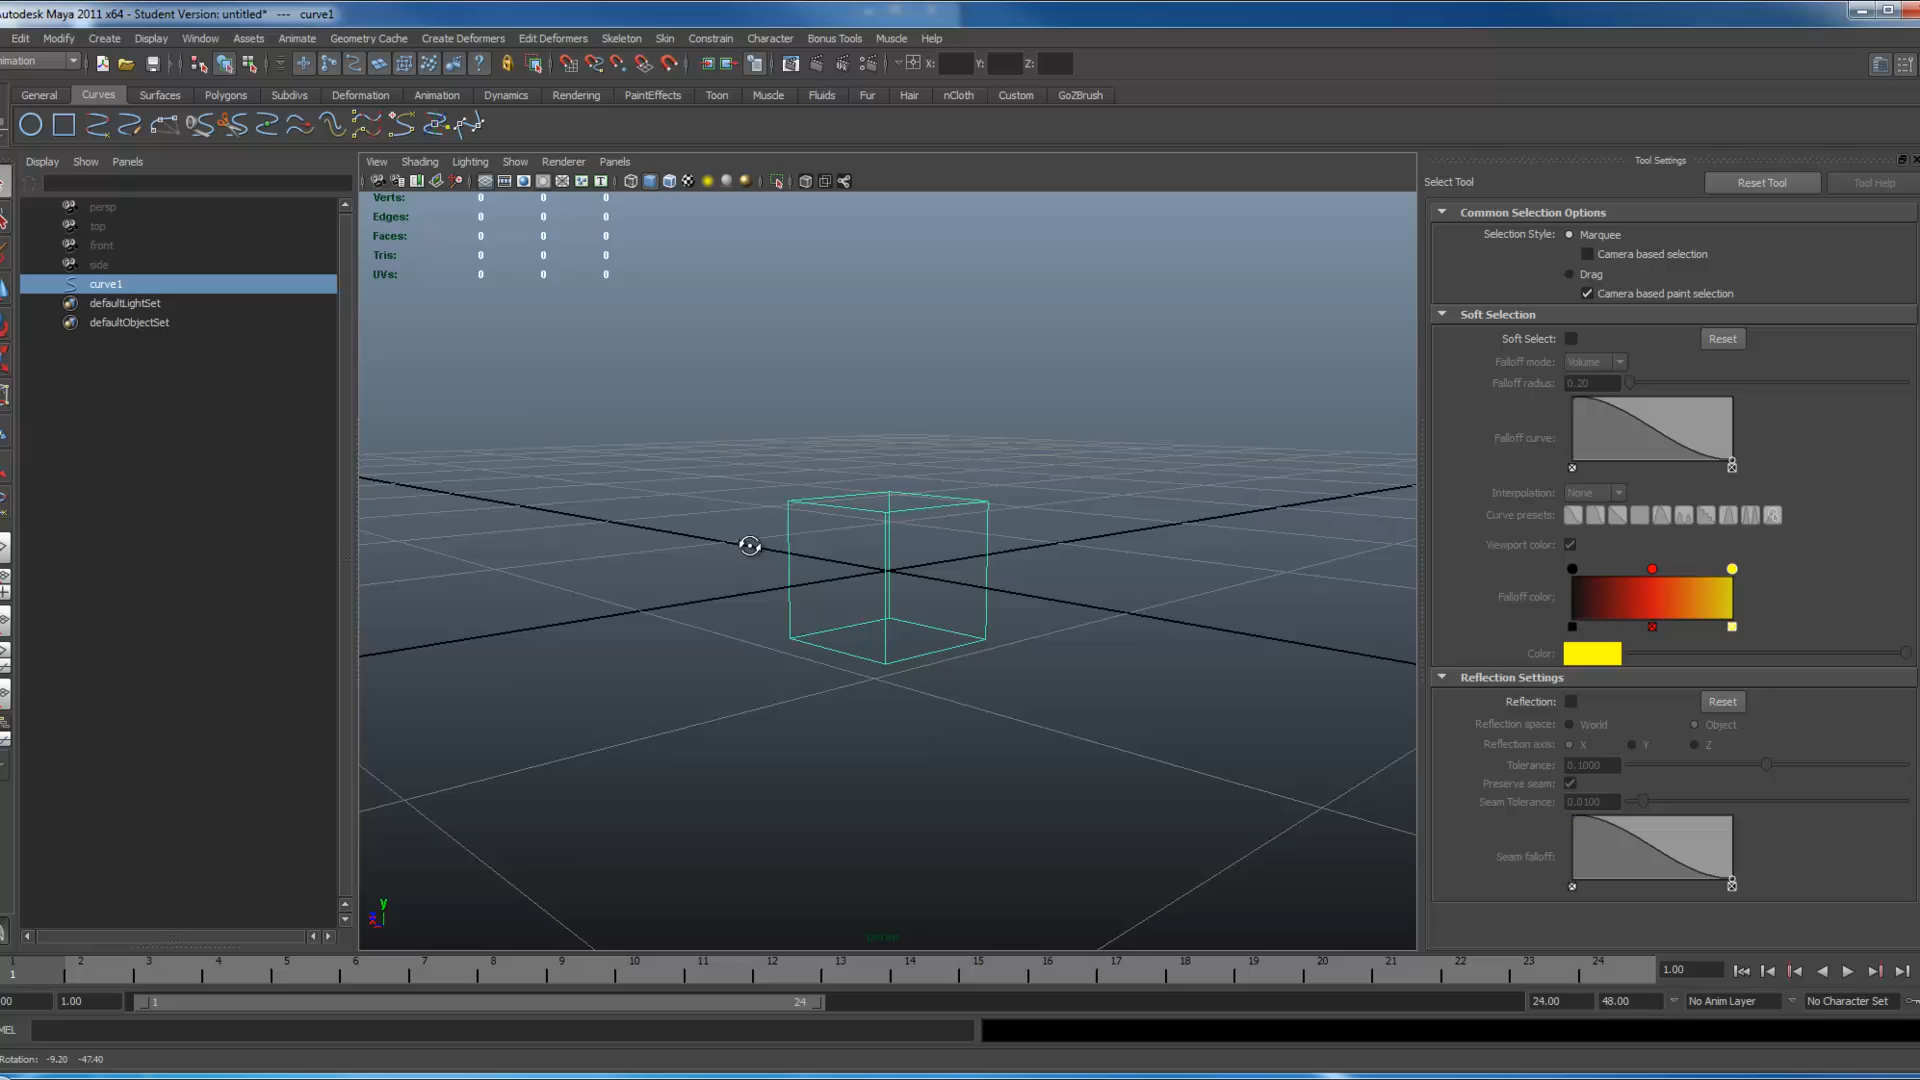 Autodesk Maya 2011 x64 - Student Version: untitled* --- curve1
Edit Modify Create Display Window Assets Animate Geometry Cache Create Deformers Edit Deformers Skeleton Skin Constrain Character Bonus Tools Muscle Help
nimation X: Y: Z:
General Curves Surfaces Polygons Subdivs Deformation Animation Dynamics Rendering PaintEffects Toon Muscle Fluids Fur Hair nCloth Custom GoZBrush
Display Show Panels
persp
top
front
side
curve1
defaultLightSet
defaultObjectSet
View Shading Lighting Show Renderer Panels
Verts: 0 0 0
Edges: 0 0 0
Faces: 0 0 0
Tris: 0 0 0
UVs: 0 0 0
y
x
persp
Tool Settings
Select Tool Reset Tool Tool Help
Common Selection Options
Selection Style: Marquee
Camera based selection
Drag
Camera based paint selection
Soft Selection
Soft Select: Reset
Falloff mode: Volume
Falloff radius: 0.20
Falloff curve:
Interpolation: None
Curve presets:
Viewport color:
Falloff color:
Color:
Reflection Settings
Reflection: Reset
Reflection space: World Object
Reflection axis: X Y Z
Tolerance: 0.1000
Preserve seam:
Seam Tolerance: 0.0100
Seam falloff:
1 2 3 4 5 6 7 8 9 10 11 12 13 14 15 16 17 18 19 20 21 22 23 24
1 1.00
00 1.00 1 24 24.00 48.00 No Anim Layer No Character Set
MEL
Rotation: -9.20 -47.40